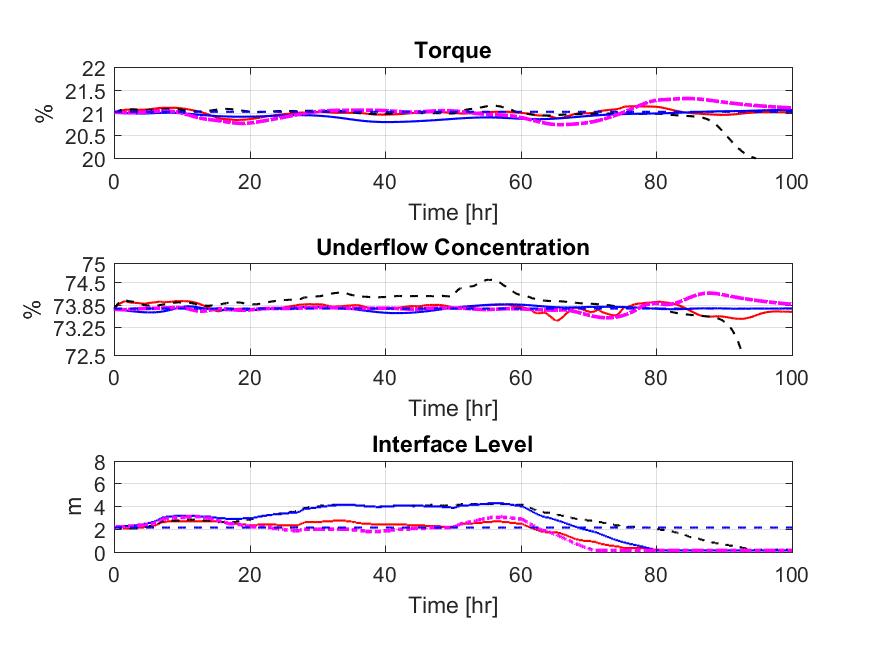 Torque
22
21.5
21
20.5
20
%
0 20 40 60 80 100
Time [hr]
Underflow Concentration
75
74.5
73.85
73.25
72.5
%
0 20 40 60 80 100
Time [hr]
Interface Level
8
6
4
2
0
m
0 20 40 60 80 100
Time [hr]